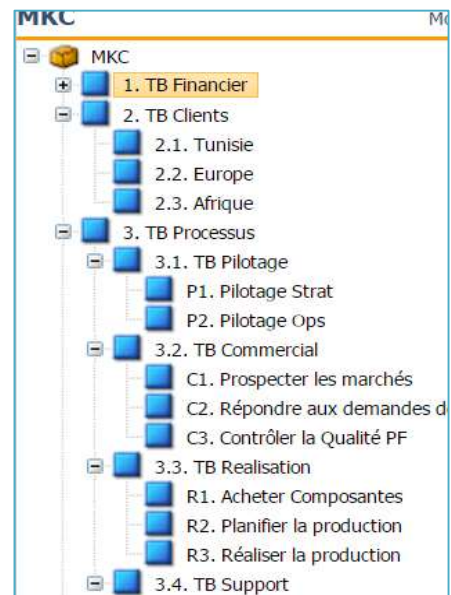 MKC
MKC
1. TB Financier
2. TB Clients
2.1. Tunisie
2.2. Europe
2.3. Afrique
3. TB Processus
3.1. TB Pilotage
P1. Pilotage Strat
P2. Pilotage Ops
3.2. TB Commercial
C1. Prospecter les marchés
C2. Répondre aux demandes
C3. Contrôler la Qualité PF
3.3. TB Realisation
R1. Acheter Composantes
R2. Planifier la production
R3. Réaliser la production
3.4. TB Support